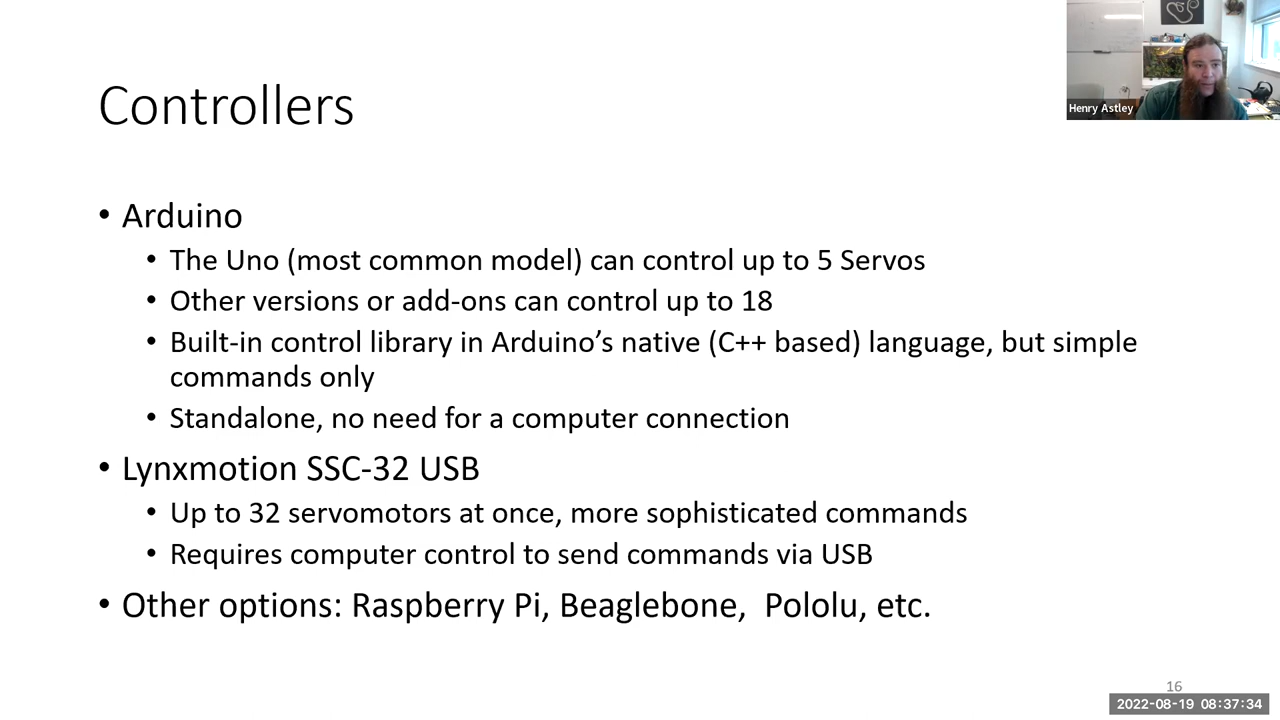 Henry Astley
Controllers
• Arduino
• The Uno (most common model) can control up to 5 Servos
• Other versions or add-ons can control up to 18
• Built-in control library in Arduino’s native (C++ based) language, but simple
commands only
• Standalone, no need for a computer connection
• Lynxmotion SSC-32 USB
• Up to 32 servomotors at once, more sophisticated commands
• Requires computer control to send commands via USB
• Other options: Raspberry Pi, Beaglebone,  Pololu, etc.
16
2022-08-19 08:37:34